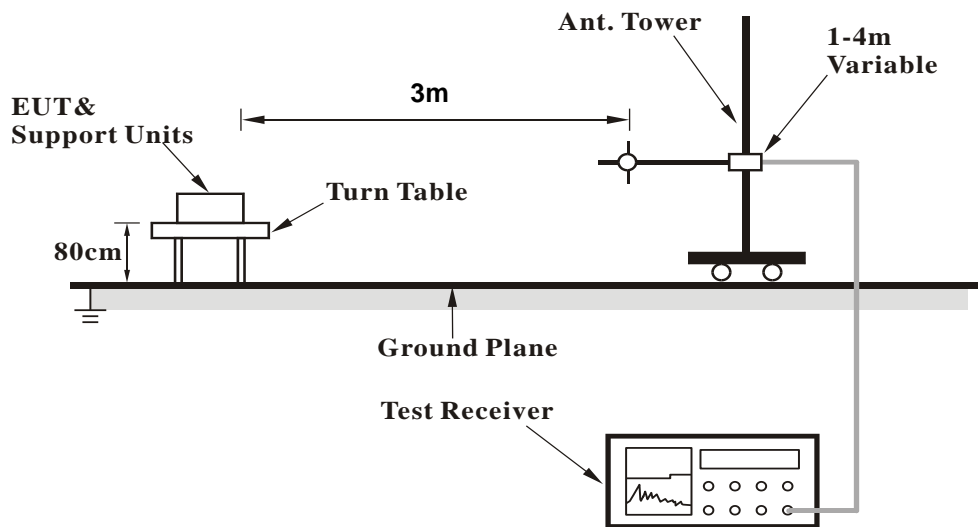 Ant. Tower
1-4m
Variable
3m
EUT&
Support Units
Turn Table
80cm
Ground Plane
Test Receiver